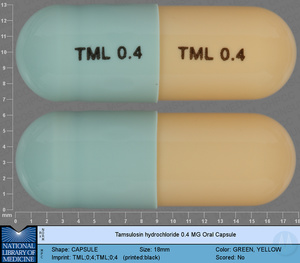 TML 0.4 TML 0.4
mm
Tamsulosin hydrochloride 0.4 MG Oral Capsule
NATIONAL
LIBRARY OF
MEDICINE
Shape: CAPSULE Size: 18mm Color: GREEN, YELLOW
Imprint: TML;0;4;TML;0;4 (printed;black) Scored: No